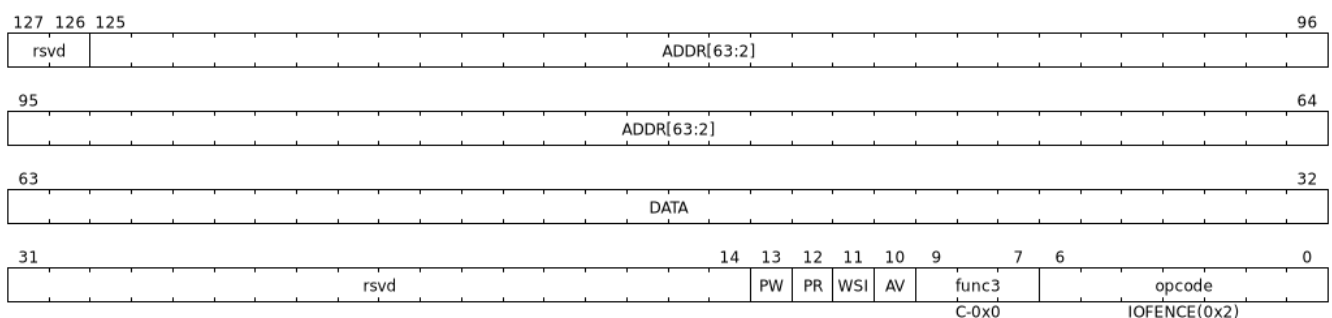 127 126 125 96
rsvd ADDR[63:2]
95 64
ADDR[63:2]
63 32
DATA
31 14 13 12 11 10 9 7 6 0
rsvd PW PR WSI AV func3 opcode
C-0x0 IOFENCE(0x2)